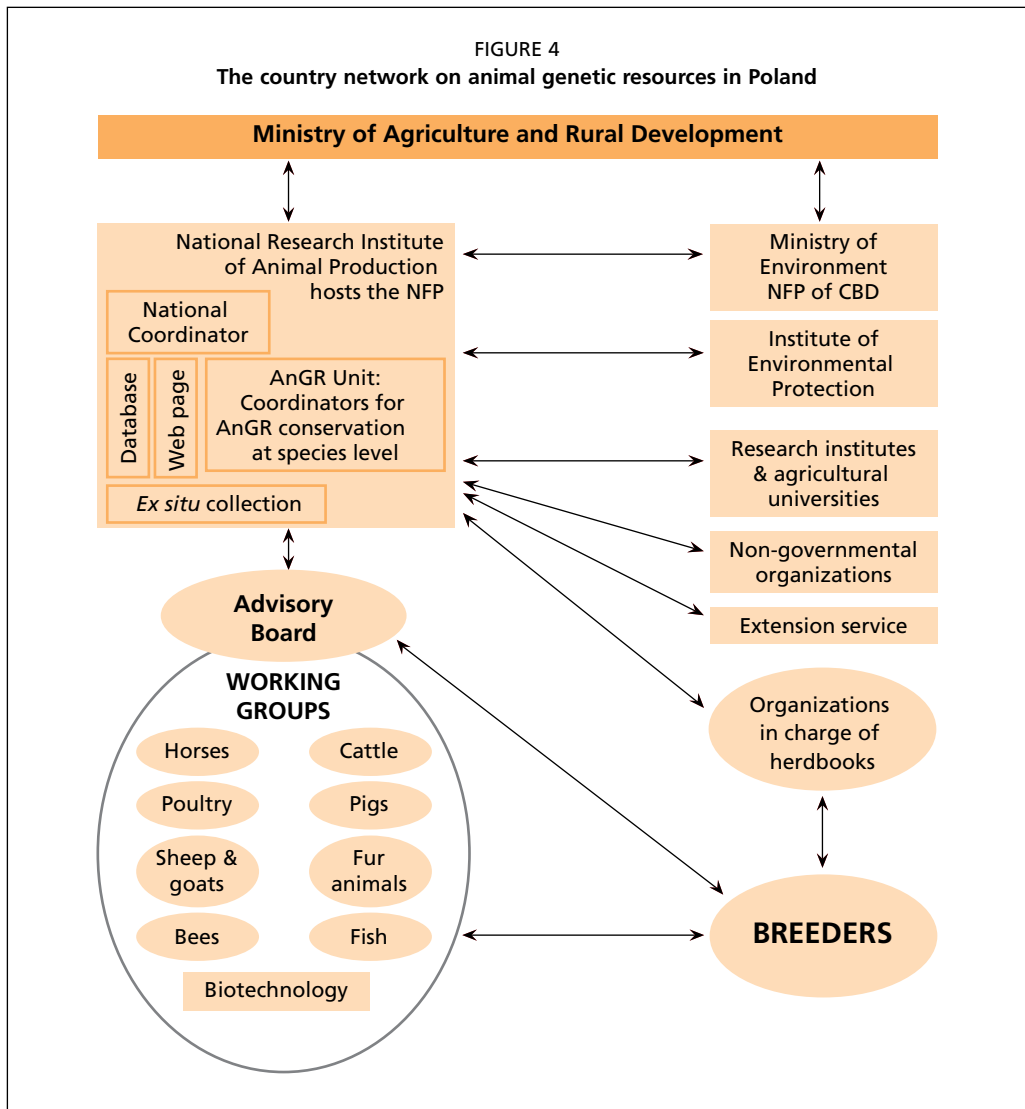 FIGURE 4
The country network on animal genetic resources in Poland
Ministry of Agriculture and Rural Development
National Research Institute
of Animal Production
hosts the NFP
National
Coordinator
Database
Web page
AnGR Unit:
Coordinators for
AnGR conservation
at species level
Ex situ collection
Ministry of
Environment
NFP of CBD
Institute of
Environmental
Protection
Research institutes
& agricultural
universities
Non-governmental
organizations
Extension service
Advisory
Board
WORKING
GROUPS
Horses
Cattle
Poultry
Pigs
Sheep &
goats
Fur
animals
Bees
Fish
Biotechnology
Organizations
in charge of
herdbooks
BREEDERS